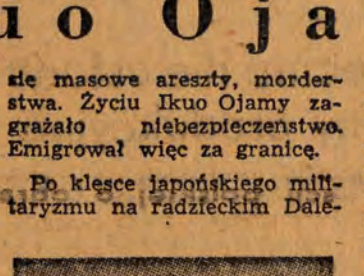 uo Oja
się masowe areszty, morder-
stwa. Życiu Ikuo Ojamy za-
grażało niebezpieczeństwo.
Emigrował więc za granicę.
Po klęsce japońskiego mili-
taryzmu na radzieckim Dale-